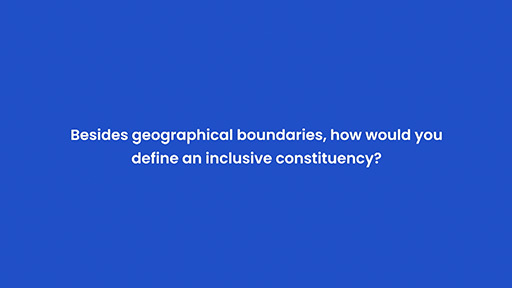 Besides geographical boundaries, how would you
define an inclusive constituency?